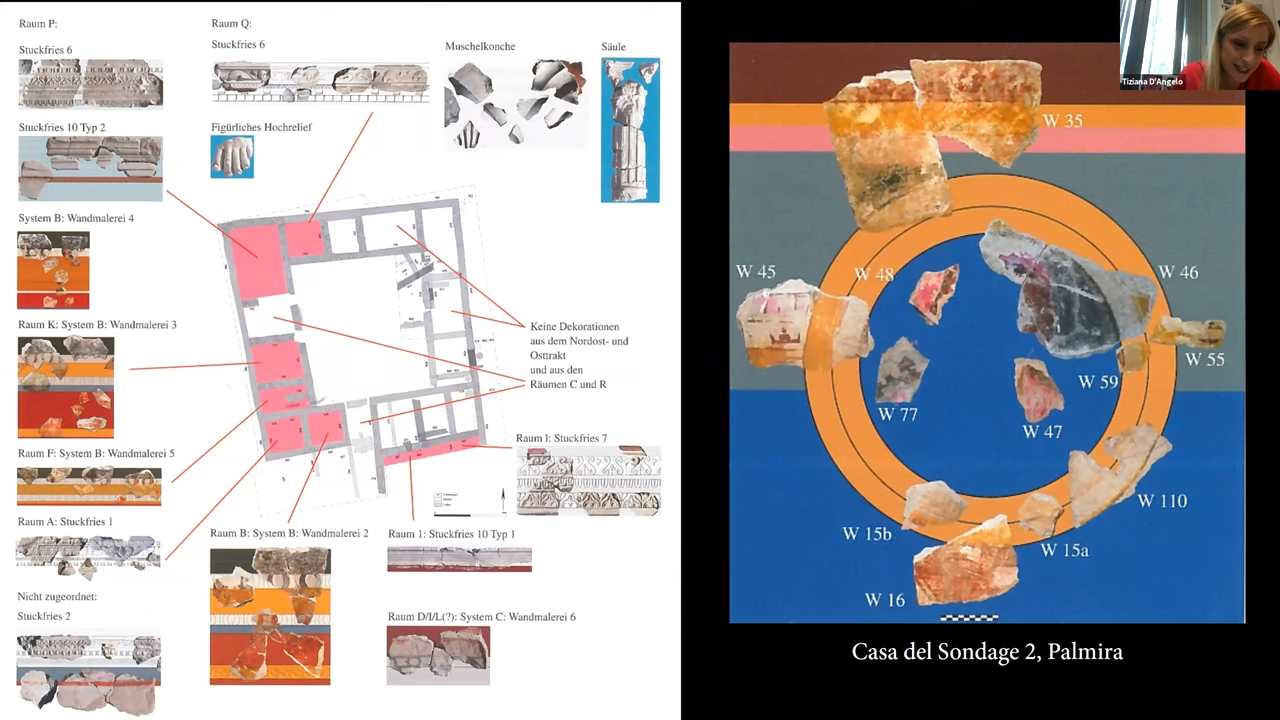 Raum P:
Stuckfries 6
Stuckfries 10 Typ 2
System B: Wandmalerei 4
Raum K: System B: Wandmalerei 3
Raum F: System B: Wandmalerei 5
Raum A: Stuckfries 1
Nicht zugeordnet:
Stuckfries 2
Raum Q:
Stuckfries 6
Figürliches Hochrelief
Muschelkonche
Säule
Keine Dekorationen
aus dem Nordost- und
Osttrakt
und aus den
Räumen C und R
Raum l: Stuckfries 7
Raum B: System B: Wandmalerei 2
Raum 1: Stuckfries 10 Typ 1
Raum D/I/L(?): System C: Wandmalerei 6
Tiziana D'Angelo
W 35
W 45
W 48
W 46
W 55
W 59
W 77
W 47
W 110
W 15b
W 15a
W 16
Casa del Sondage 2, Palmira